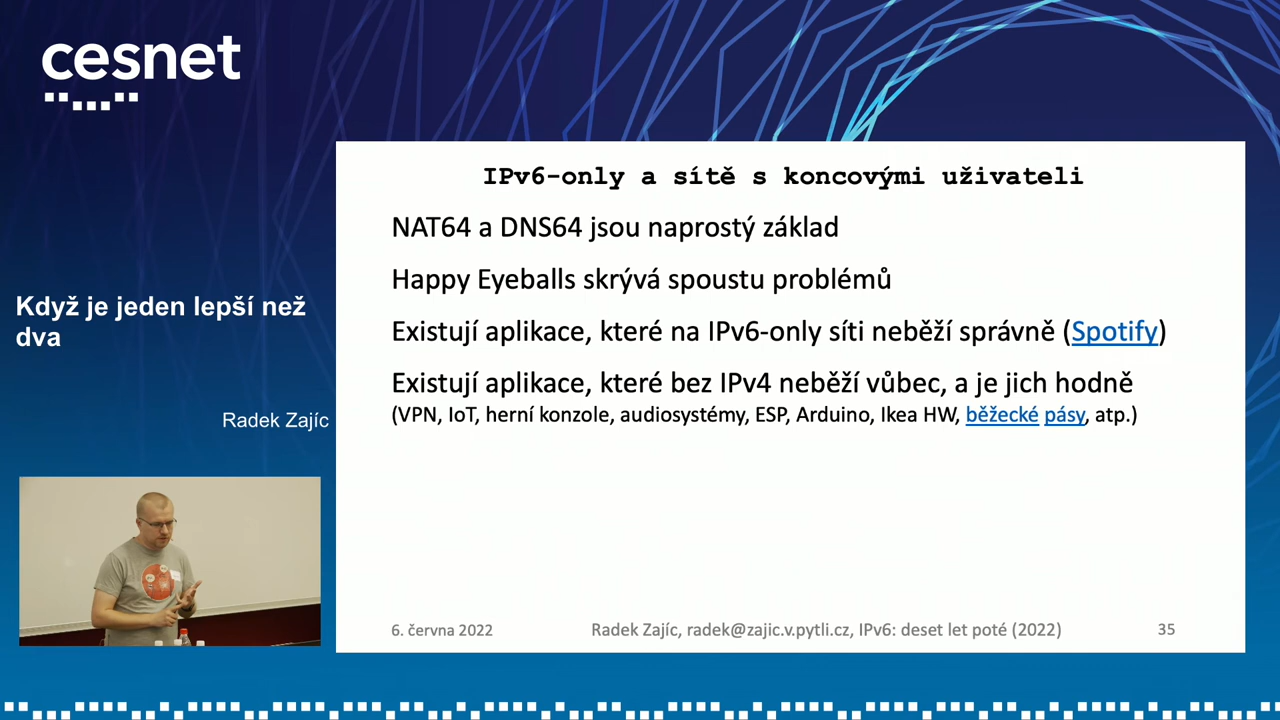 cesnet
Když je jeden lepší než
dva
Radek Zajíc
IPv6-only a sítě s koncovými uživateli
NAT64 a DNS64 jsou naprostý základ
Happy Eyeballs skrývá spoustu problémů
Existují aplikace, které na IPv6-only síti neběží správně (Spotify)
Existují aplikace, které bez IPv4 neběží vůbec, a je jich hodně
(VPN, IoT, herní konzole, audiosystémy, ESP, Arduino, Ikea HW, běžecké pásy, atp.)
6. června 2022 Radek Zajíc, radek@zajic.v.pytli.cz, IPv6: deset let poté (2022) 35